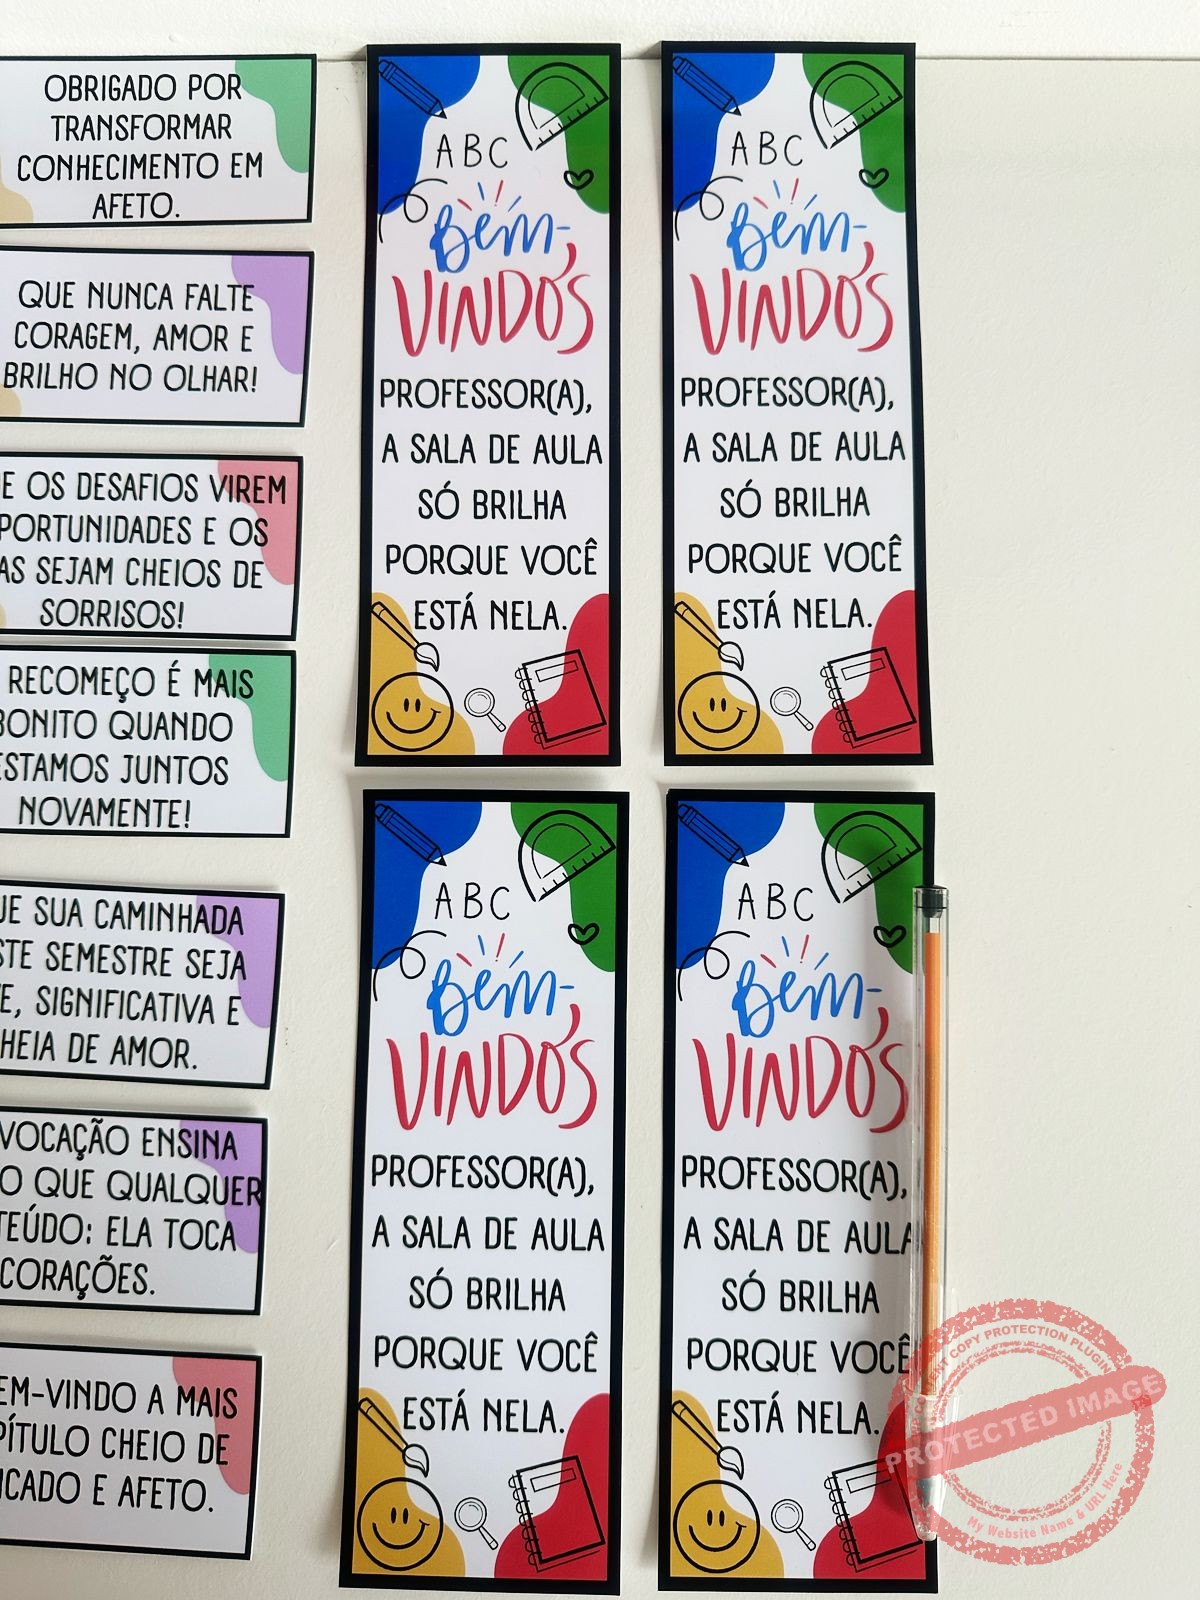 OBRIGADO POR
TRANSFORMAR
CONHECIMENTO EM
AFETO.
QUE NUNCA FALTE
CORAGEM, AMOR E
BRILHO NO OLHAR!
E OS DESAFIOS VIREM
PORTUNIDADES E OS
AS SEJAM CHEIOS DE
SORRISOS!
RECOMEÇO É MAIS
BONITO QUANDO
ESTAMOS JUNTOS
NOVAMENTE!
UE SUA CAMINHADA
STE SEMESTRE SEJA
E, SIGNIFICATIVA E
HEIA DE AMOR.
VOCAÇÃO ENSINA
O QUE QUALQUER
TEÚDO: ELA TOCA
CORAÇÕES.
EM-VINDO A MAIS
PÍTULO CHEIO DE
ICADO E AFETO.
ABC
Bem-
VINDO'S
PROFESSOR(A),
A SALA DE AULA
SÓ BRILHA
PORQUE VOCÊ
ESTÁ NELA.
ABC
Bem-
VINDO'S
PROFESSOR(A),
A SALA DE AULA
SÓ BRILHA
PORQUE VOCÊ
ESTÁ NELA.
ABC
Bem-
VINDO'S
PROFESSOR(A),
A SALA DE AULA
SÓ BRILHA
PORQUE VOCÊ
ESTÁ NELA.
ABC
Bem-
VINDO'S
PROFESSOR(A),
A SALA DE AULA
SÓ BRILHA
PORQUE VOCÊ
ESTÁ NELA.
COPY PROTECTION PLUGIN
PROTECTED IMAGE
My Website Name & URL Here